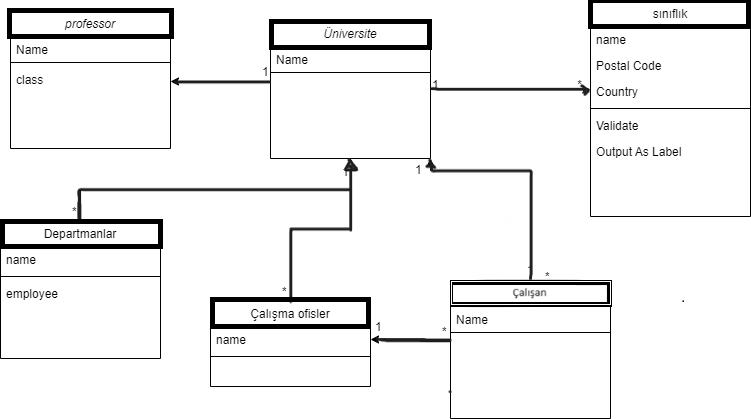 professor
Name
class
Üniversite
Name
sınıflık
name
Postal Code
Country
Validate
Output As Label
1
1
*
1
1
*
Departmanlar
name
employee
*
Çalışma ofisler
name
1
*
1
*
Çalışan
Name